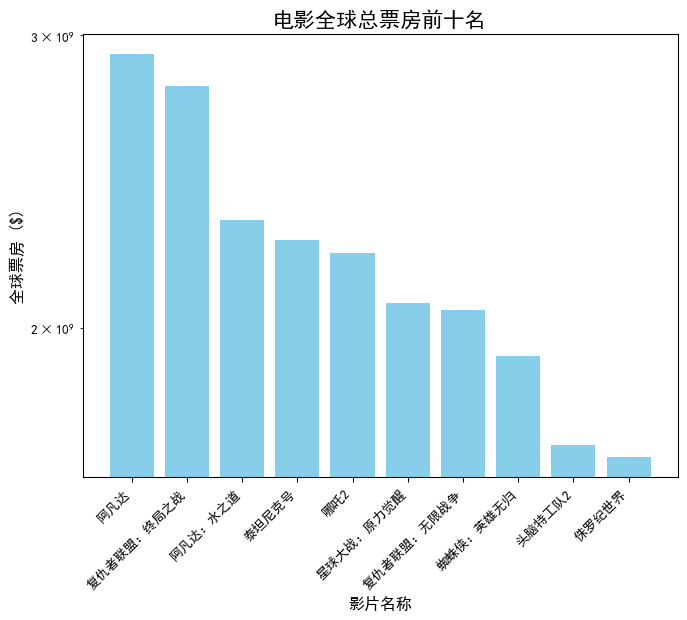 电影全球总票房前十名
3 × 10⁹
2 × 10⁹
全球票房（$）
阿凡达
复仇者联盟：终局之战
阿凡达：水之道
泰坦尼克号
哪吒2
星球大战：原力觉醒
复仇者联盟：无限战争
蜘蛛侠：英雄无归
头脑特工队2
侏罗纪世界
影片名称